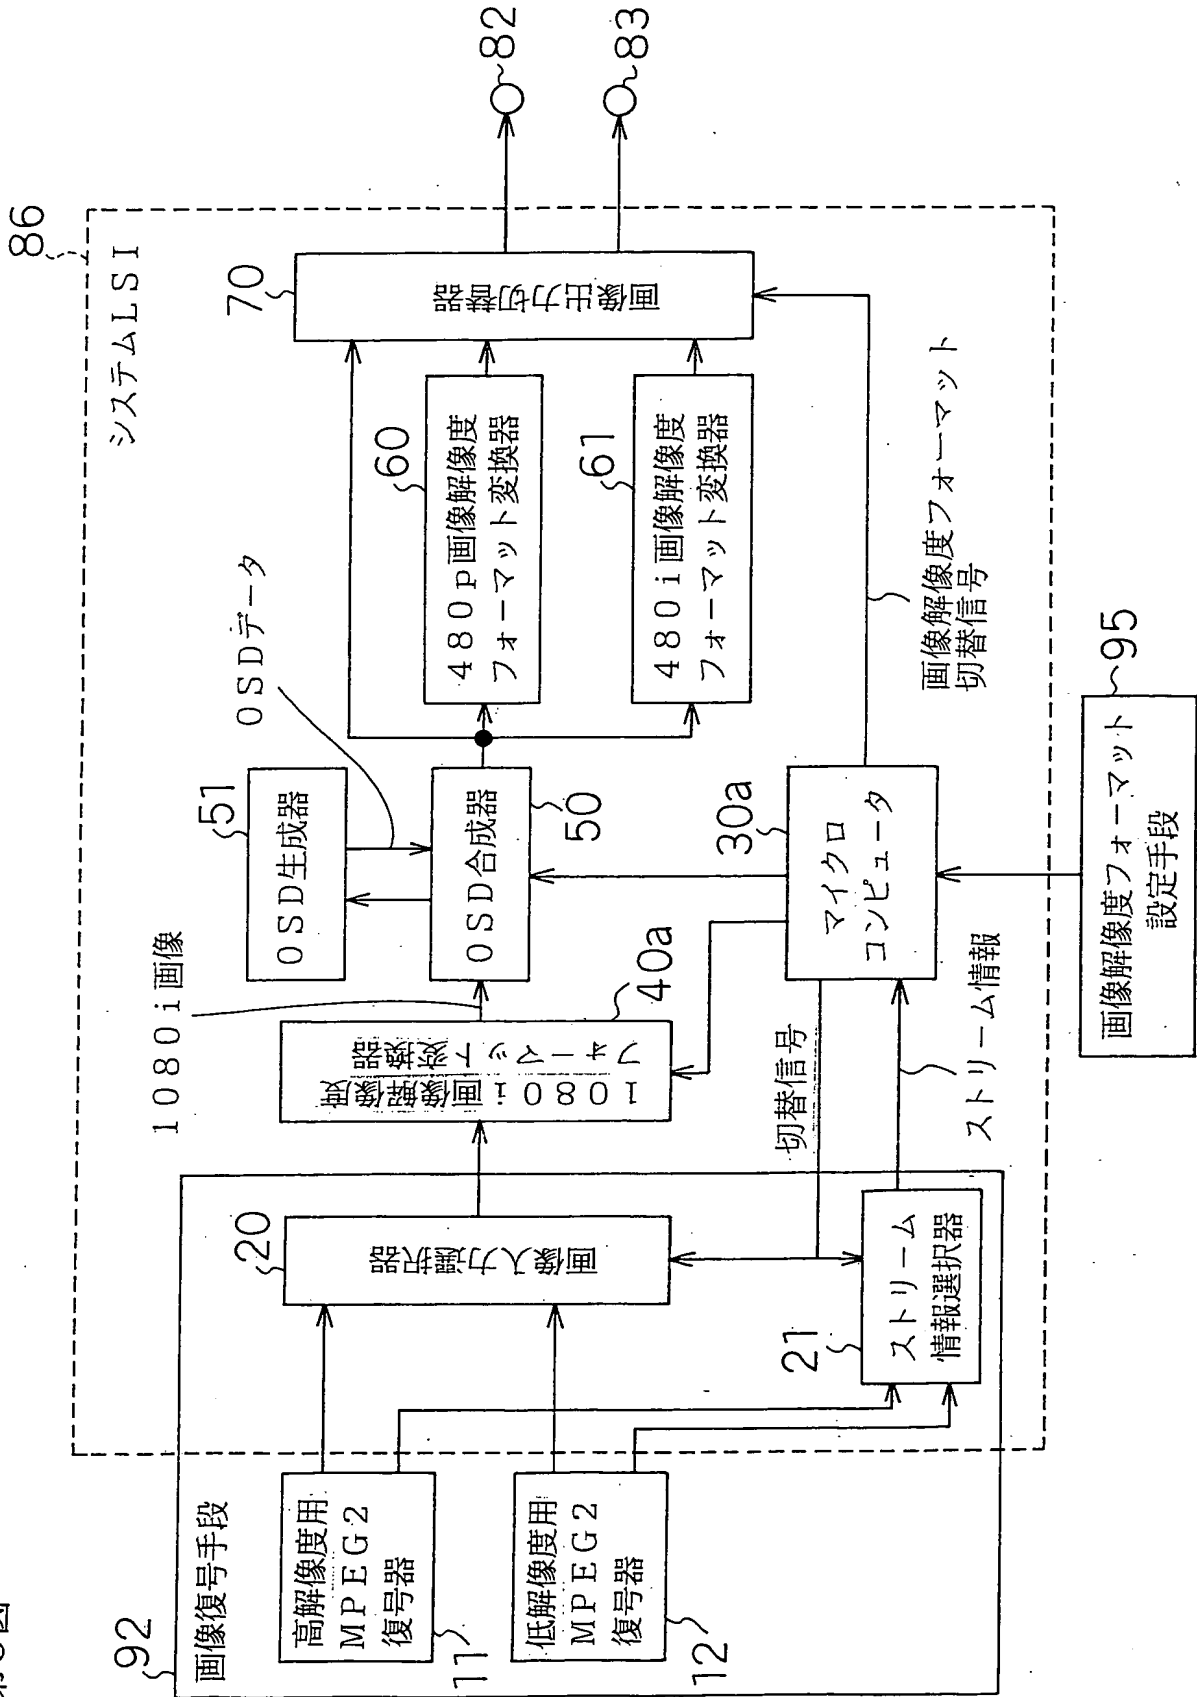 86
システムLSI
82
83
70
画像出力切替器
60
480p画像解像度
フォーマット変換器
61
480i画像解像度
フォーマット変換器
OSDデータ
51
OSD生成器
OSD合成器
50
1080i画像
40a
1080i画像解像度
フォーマット変換器
30a
マイクロ
コンピュータ
画像解像度フォーマット
切替信号
95
画像解像度フォーマット
設定手段
切替信号
ストリーム情報
20
画像入力選択器
21
ストリーム
情報選択器
92
画像復号手段
高解像度用
MPEG2
復号器
11
低解像度用
MPEG2
復号器
12